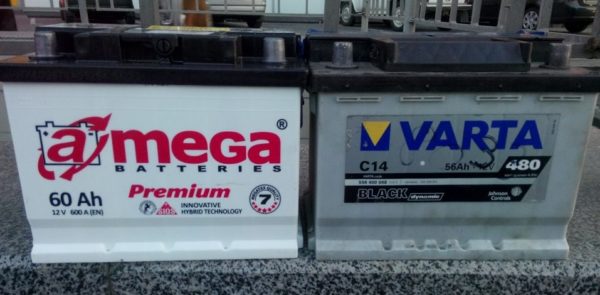 a-mega®
BATTERIES
60 Ah
12 V 600 A (EN)
Premium
INNOVATIVE
HYBRID TECHNOLOGY
7
VARTA
C14
56Ah 12V
480
BLACK dynamic
Johnson
Controls